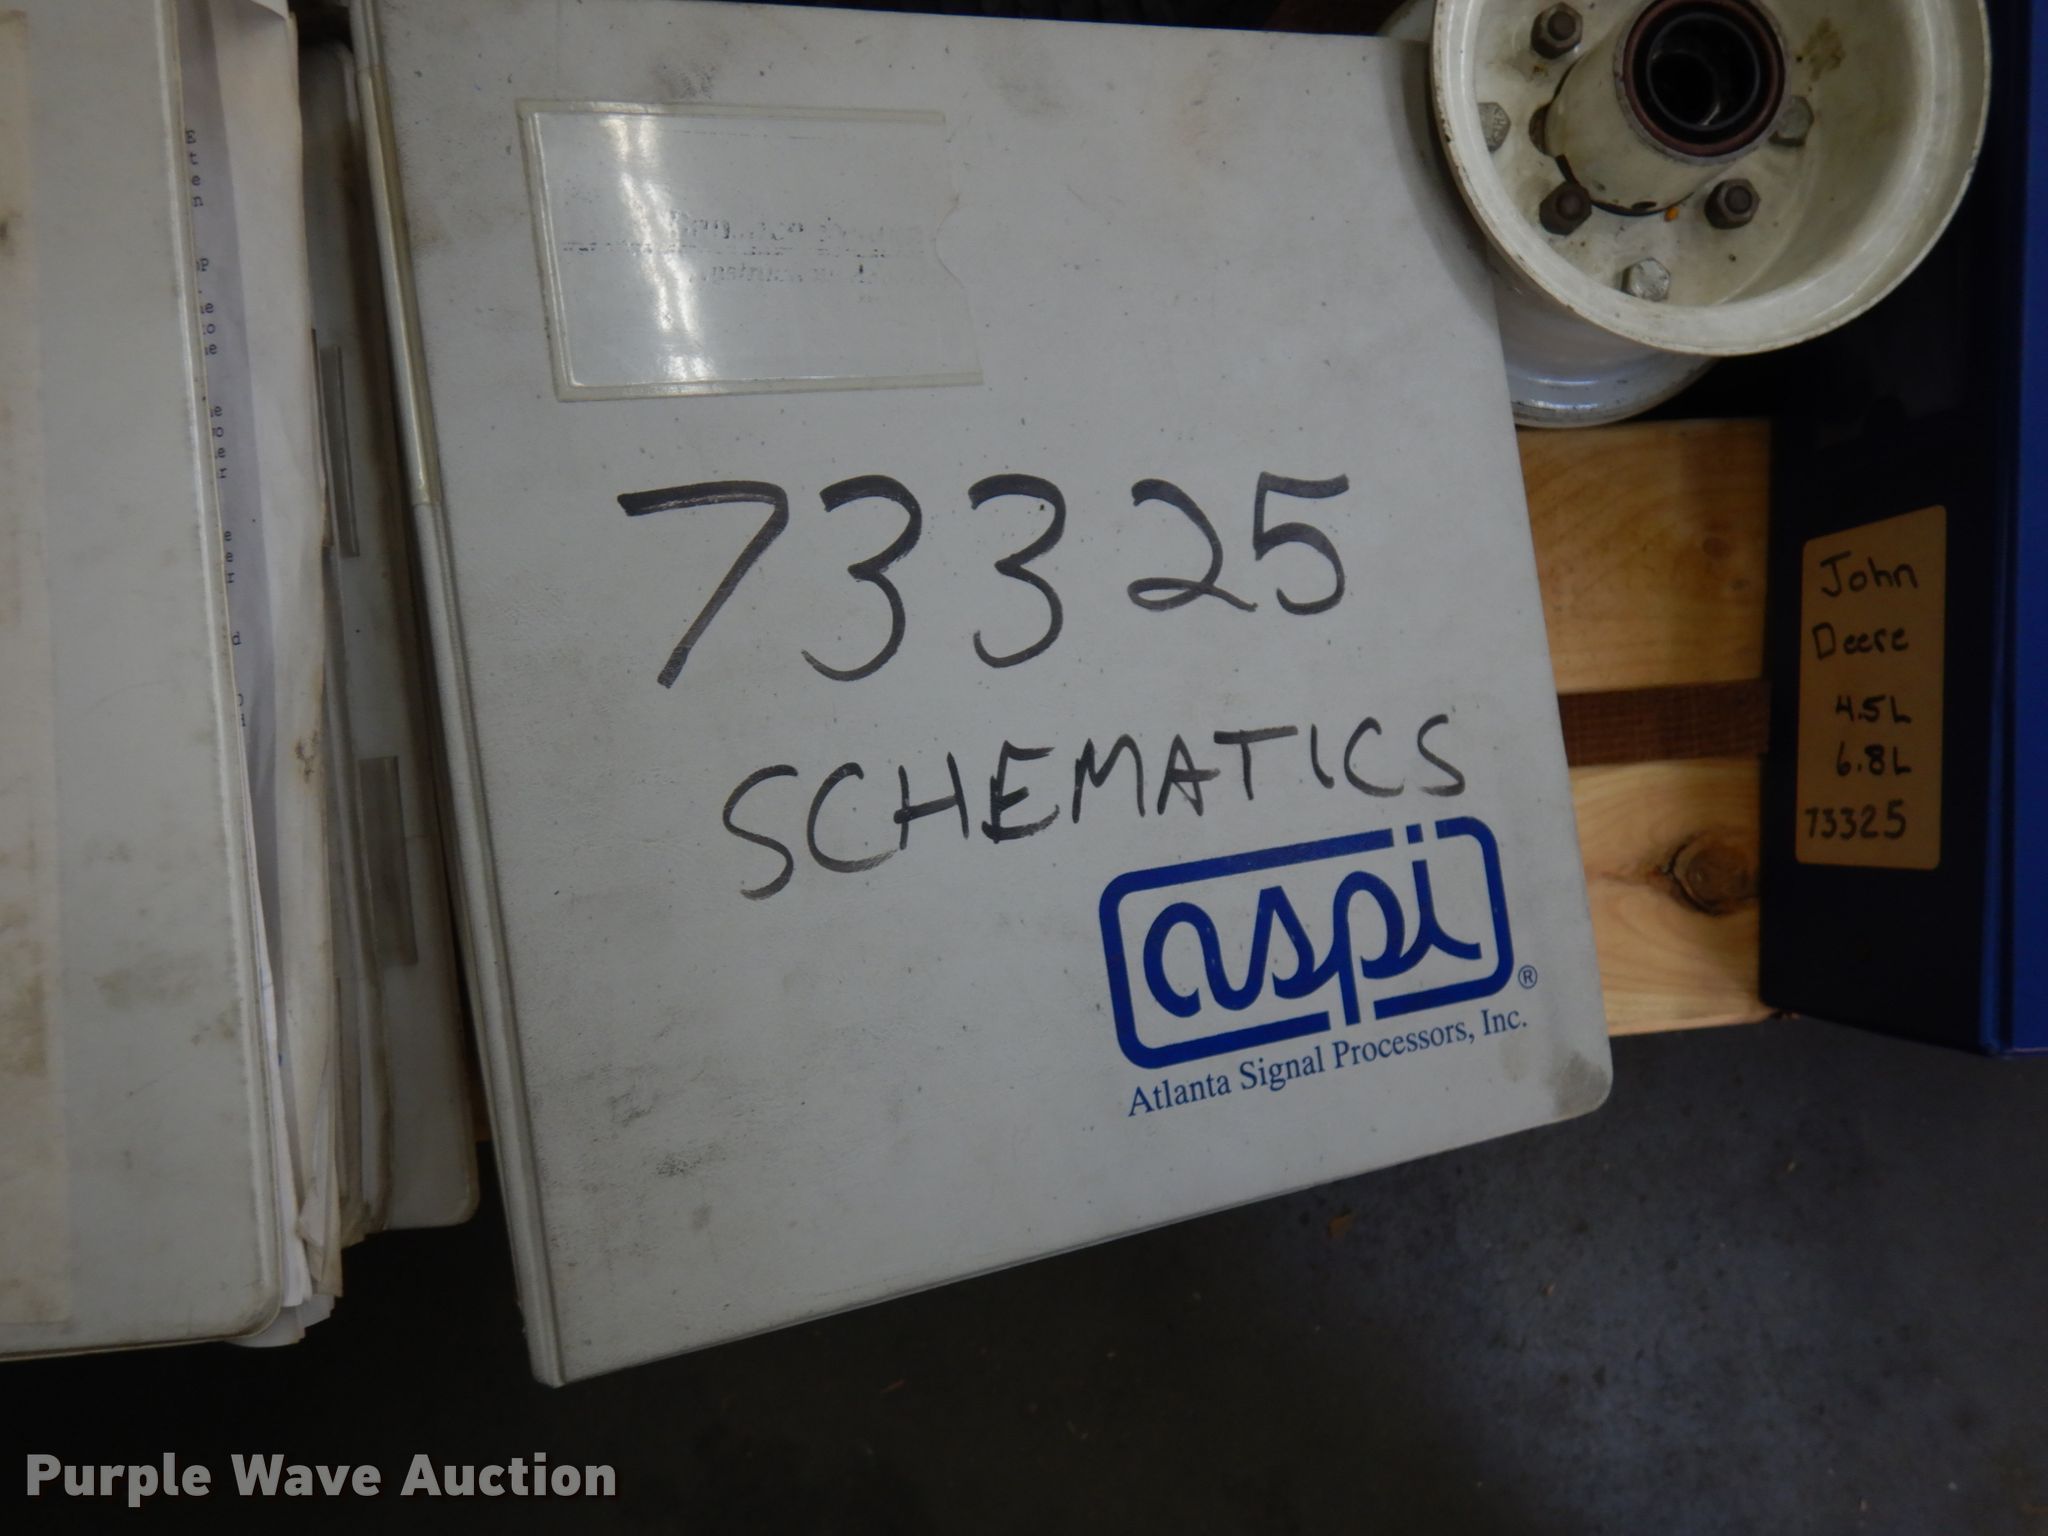 73325
SCHEMATICS
aspi®
Atlanta Signal Processors, Inc.
John
Deere
4.5L
6.8L
73325
Purple Wave Auction